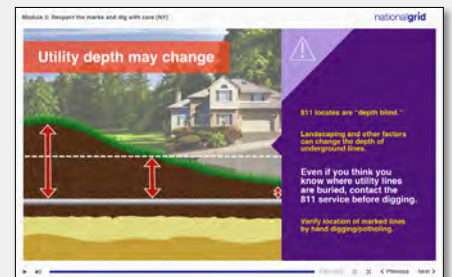 Module 3: Respect the marks and dig with care (NY)
nationalgrid
Utility depth may change
811 locates are "depth blind."
Landscaping and other factors
can change the depth of
underground lines.
Even if you think you
know where utility lines
are buried, contact the
811 service before digging.
Verify location of marked lines
by hand digging/potholing.
< Previous
Next >